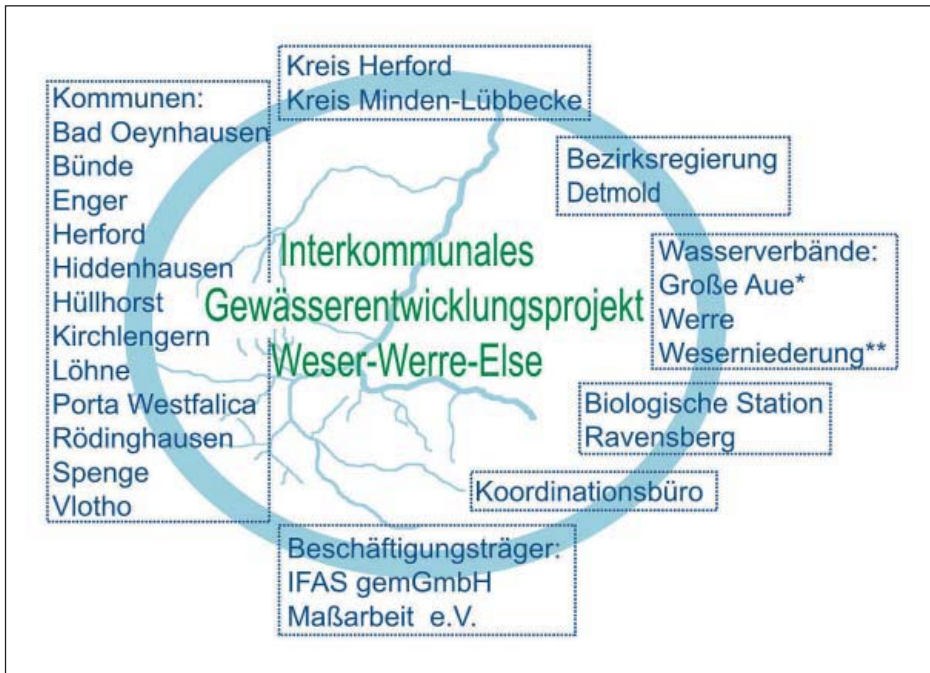 Kreis Herford
Kreis Minden-Lübbecke
Kommunen:
Bad Oeynhausen
Bünde
Enger
Herford
Hiddenhausen
Hüllhorst
Kirchlengern
Löhne
Porta Westfalica
Rödinghausen
Spenge
Vlotho
Bezirksregierung
Detmold
Interkommunales
Gewässerentwicklungsprojekt
Weser-Werre-Else
Wasserverbände:
Große Aue*
Werre
Weserniederung**
Biologische Station
Ravensberg
Koordinationsbüro
Beschäftigungsträger:
IFAS gemGmbH
Maßarbeit e.V.